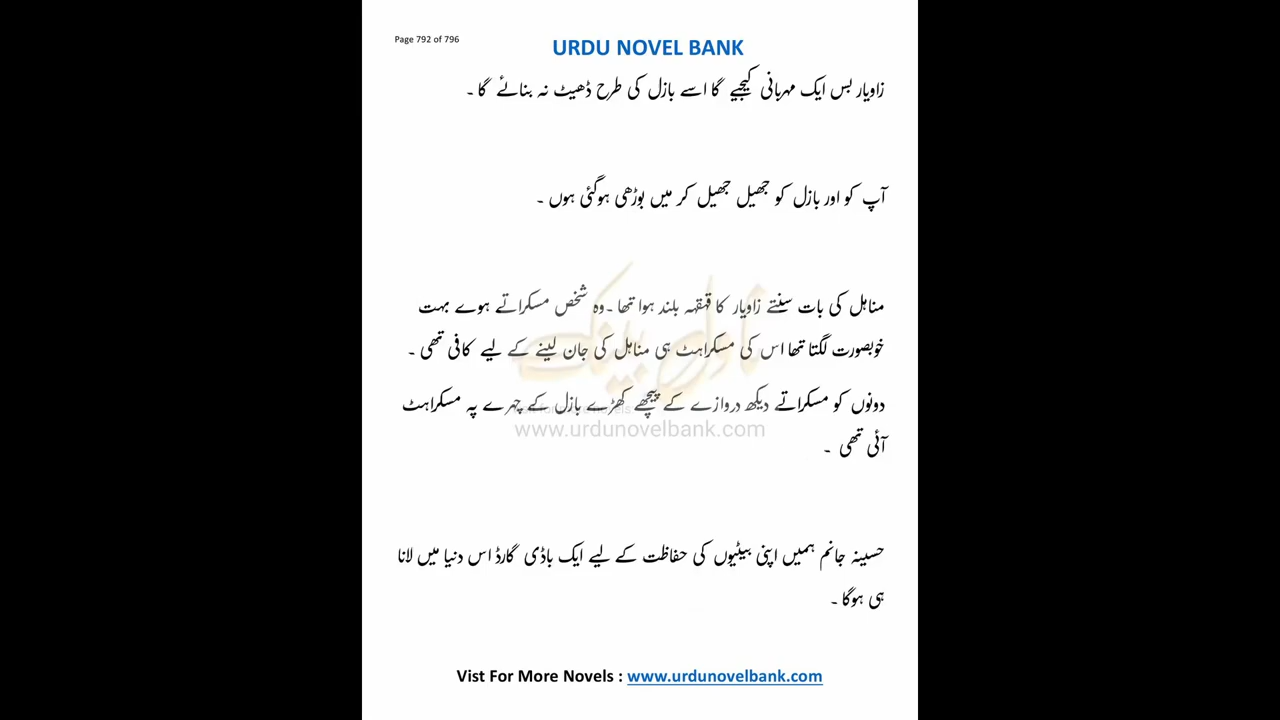 Page 792 of 796
URDU NOVEL BANK
زاویار بس ایک مہربانی کیجیے گا اسے بازل کی طرح ڈھیٹ نہ بنائے گا ۔
آپ کو اور بازل کو جھیل جھیل کر میں بوڑھی ہوگئی ہوں ۔
مناہل کی بات سنتے زاویار کا قہقہہ بلند ہوا تھا ۔وہ شخص مسکراتے ہوے بہت
خوبصورت لگتا تھا اس کی مسکراہٹ ہی مناہل کی جان لینے کے لیے کافی تھی ۔
دونوں کو مسکراتے دیکھ دروازے کے پیچھے کھڑے بازل کے چہرے پہ مسکراہٹ
آئی تھی ۔
ناول بینک
www.urdunovelbank.com
حسینہ جانم ہمیں اپنی بیٹیوں کی حفاظت کے لیے ایک باڈی گارڈ اس دنیا میں لانا
ہی ہوگا ۔
Vist For More Novels : www.urdunovelbank.com